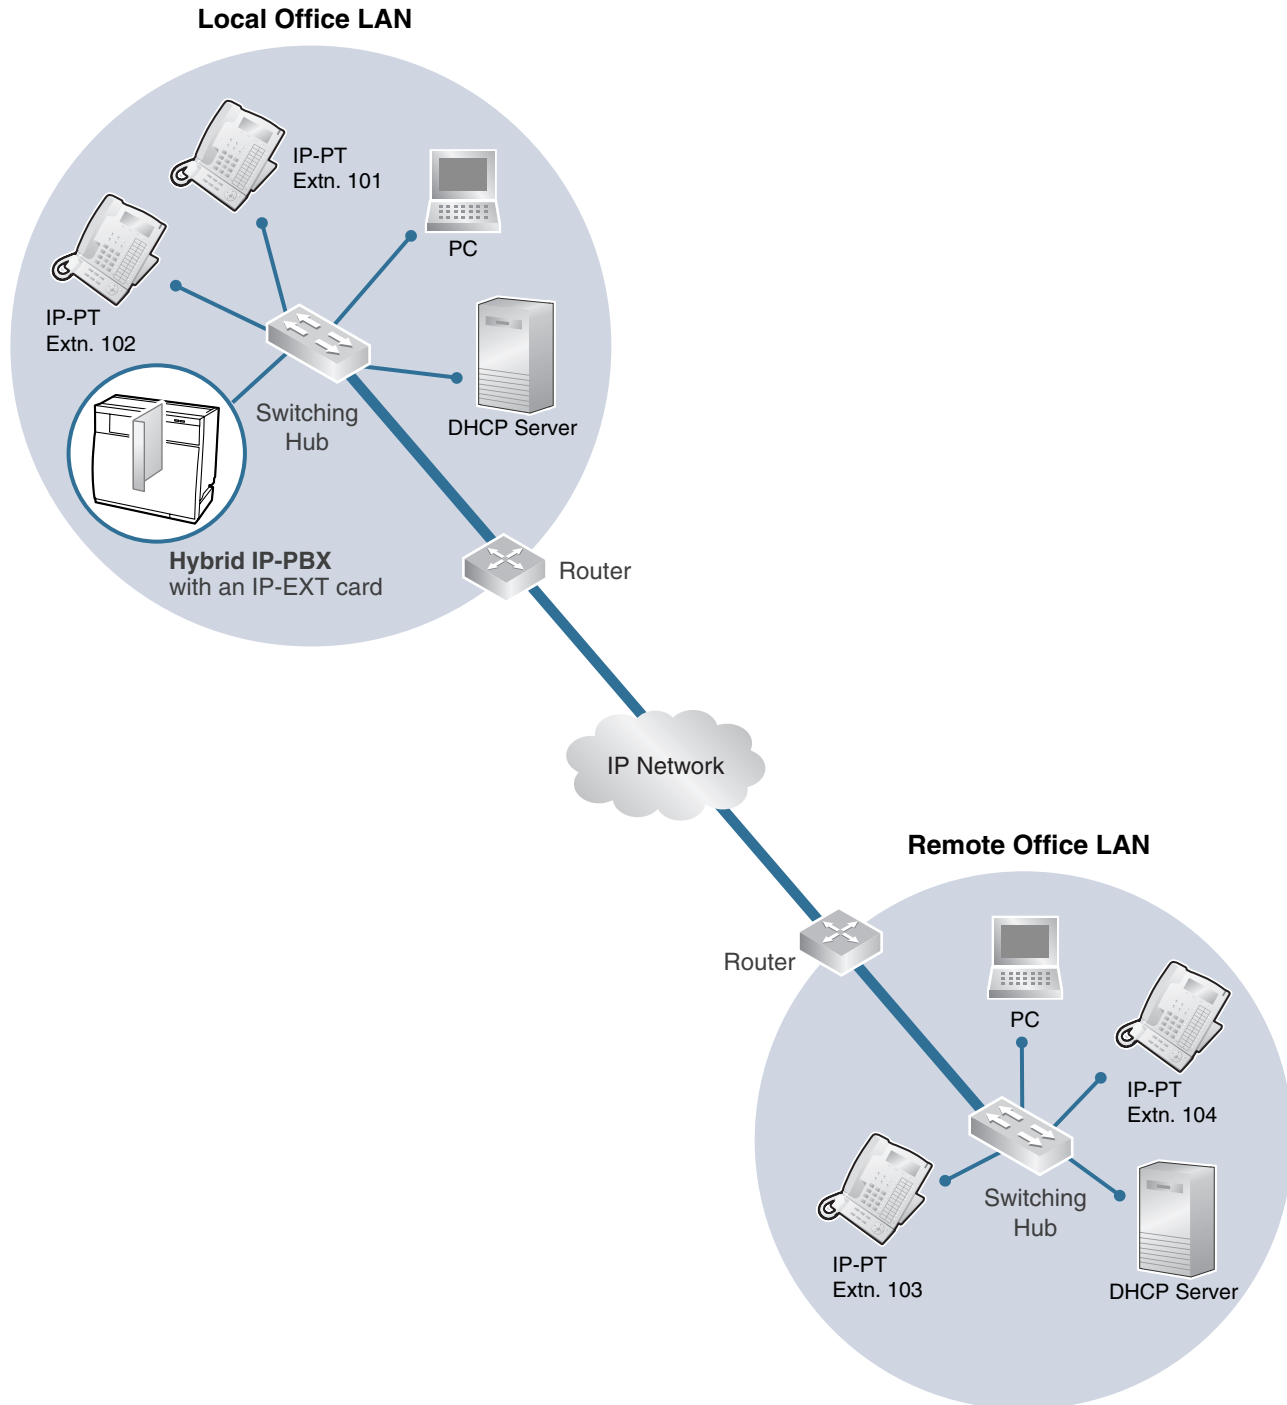 Local Office LAN
IP-PT
Extn. 101
PC
IP-PT
Extn. 102
Switching
Hub
DHCP Server
Hybrid IP-PBX
with an IP-EXT card
Router
IP Network
Remote Office LAN
Router
PC
IP-PT
Extn. 104
Switching
Hub
IP-PT
Extn. 103
DHCP Server